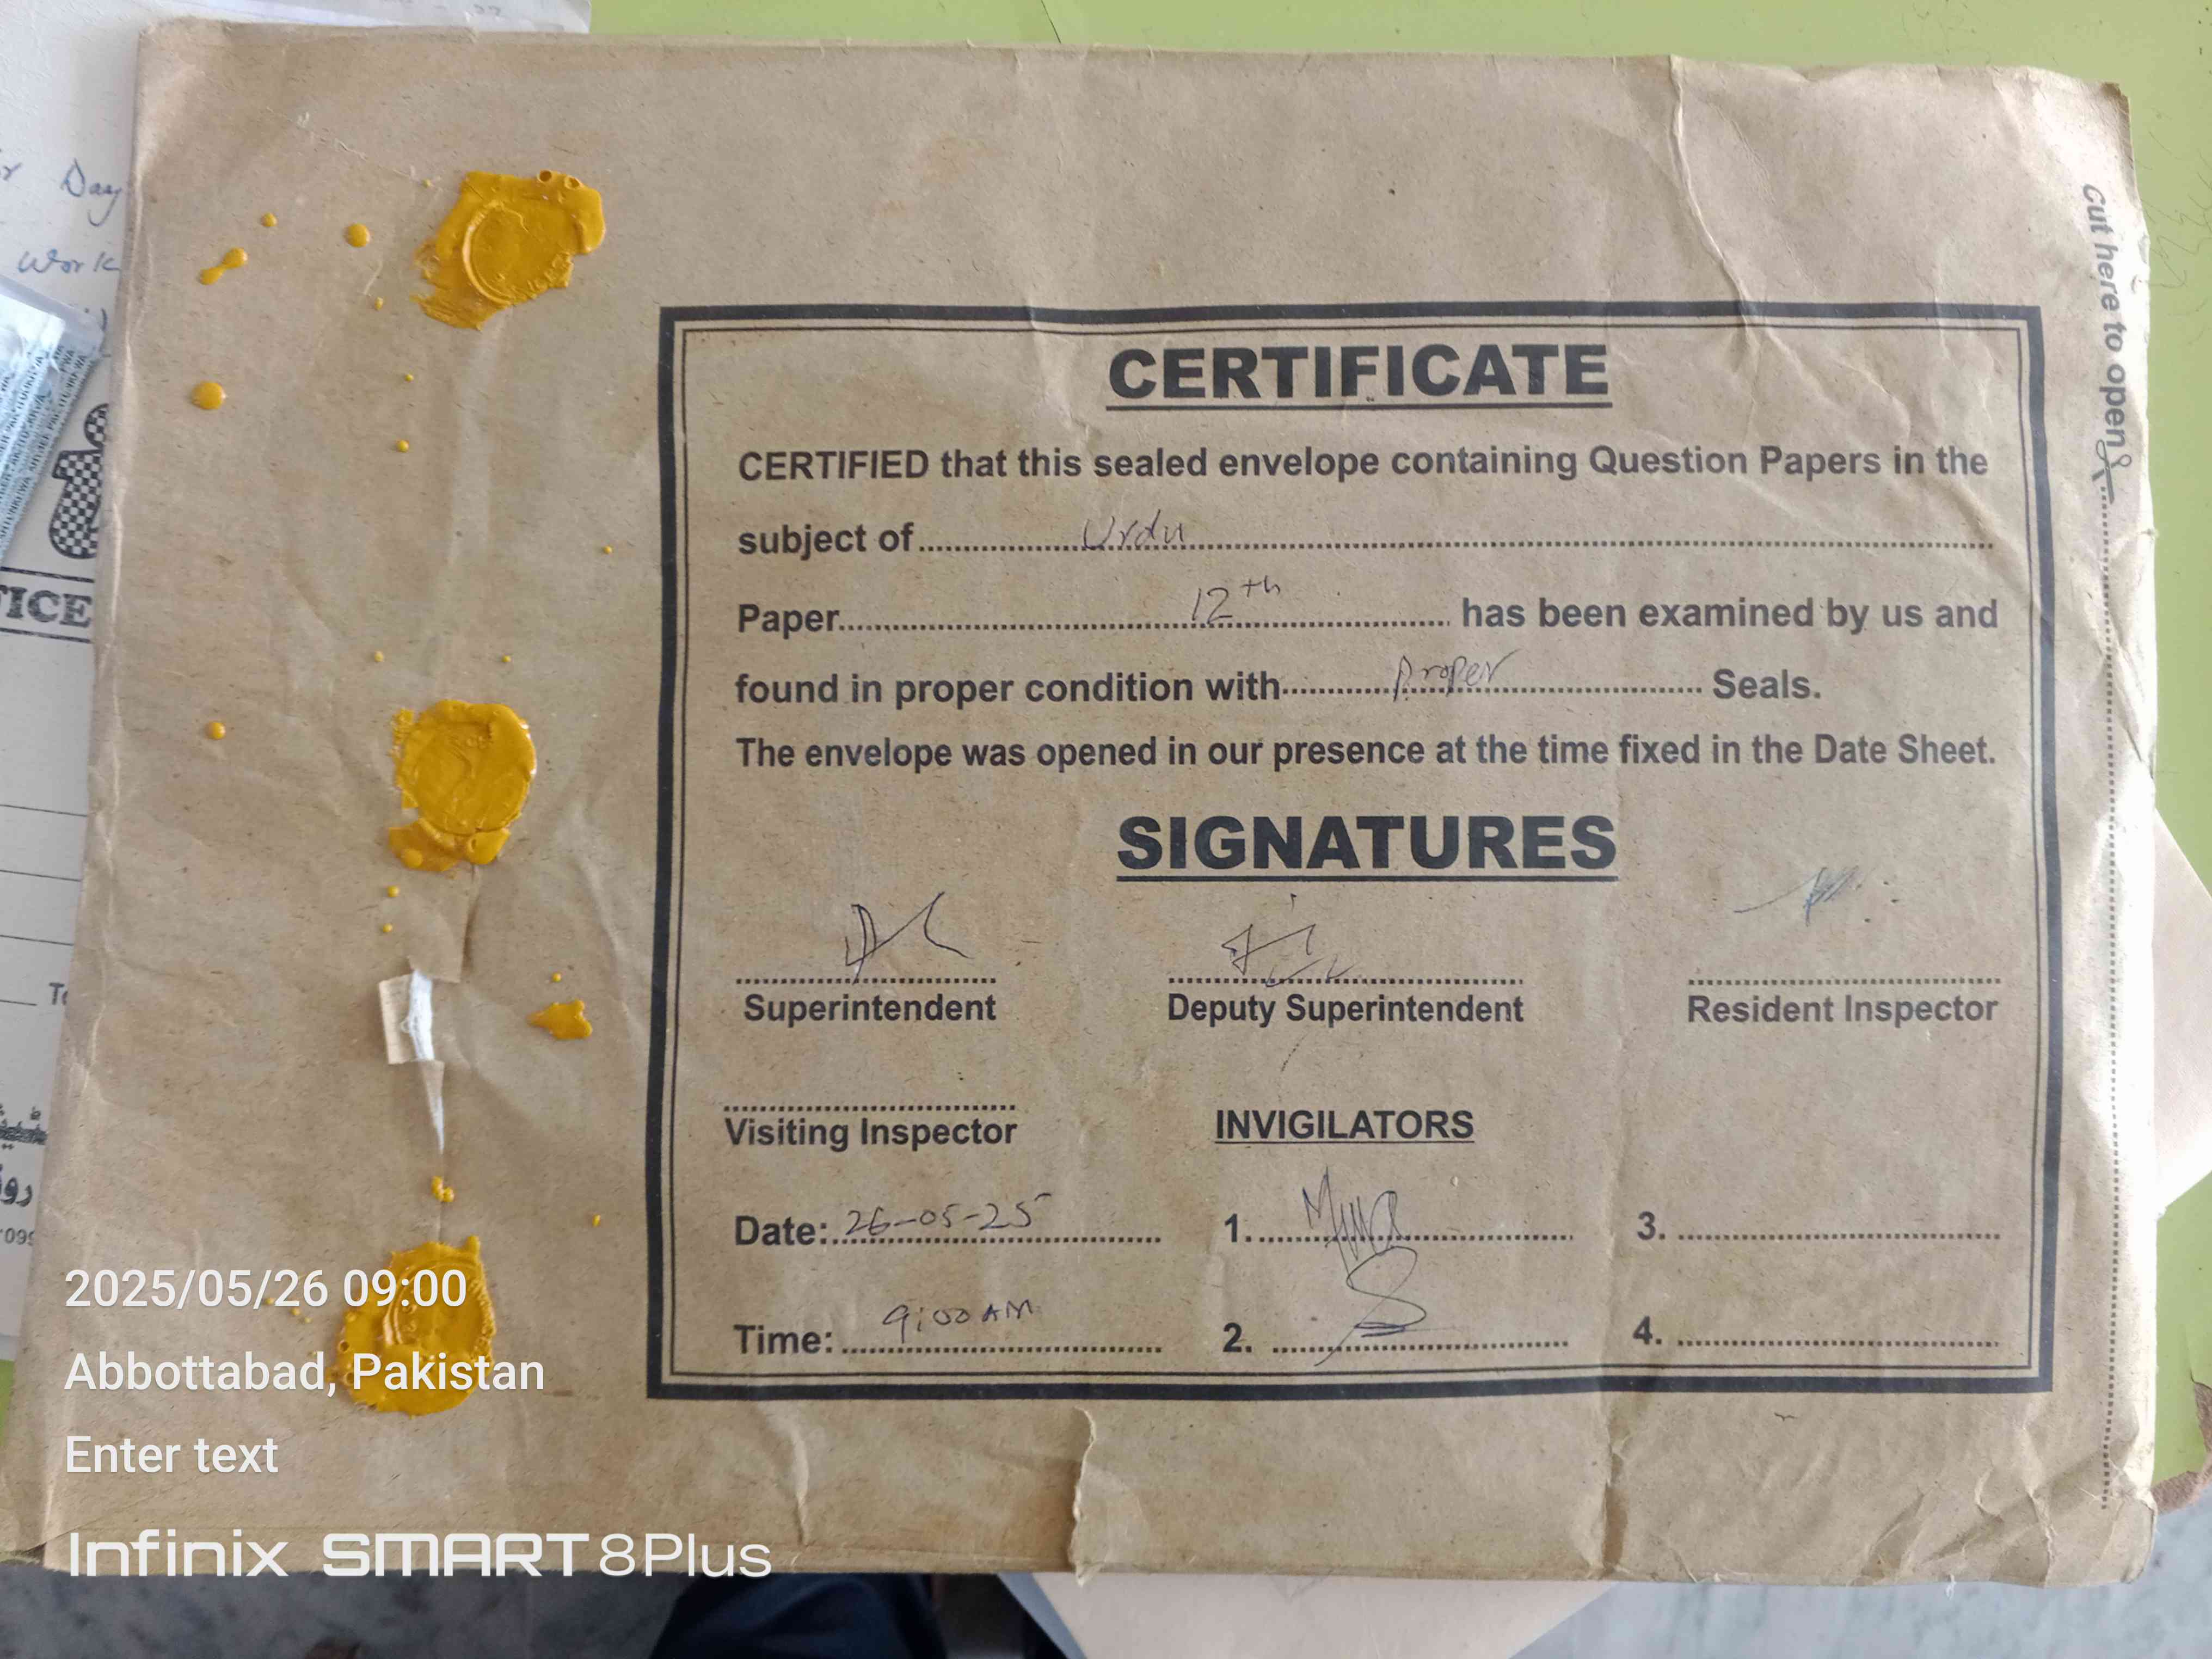 Day
Work
TICE
cut here to open
CERTIFICATE
CERTIFIED that this sealed envelope containing Question Papers in the
subject of Urdu
Paper 12th has been examined by us and
found in proper condition with Proper Seals.
The envelope was opened in our presence at the time fixed in the Date Sheet.
SIGNATURES
Superintendent Deputy Superintendent Resident Inspector
Visiting Inspector INVIGILATORS
Date: 26-05-25 1. 3.
Time: 9:00 AM 2. 4.
2025/05/26 09:00
Abbottabad, Pakistan
Enter text
Infinix SMART 8Plus